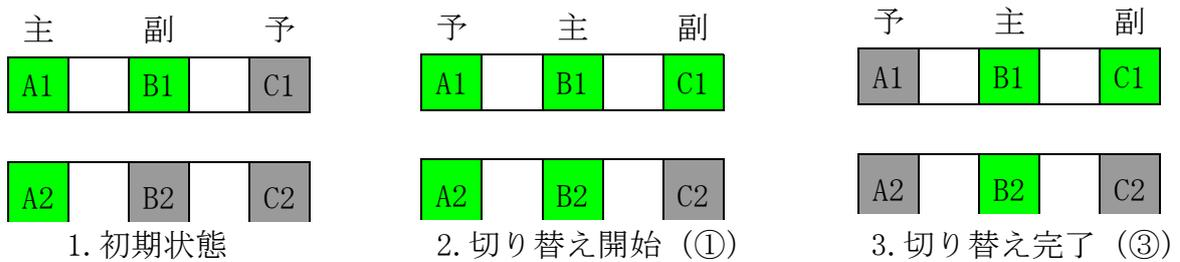 主 副 予
A1 B1 C1
A2 B2 C2
1.初期状態
予 主 副
A1 B1 C1
A2 B2 C2
2.切り替え開始（①）
予 主 副
A1 B1 C1
A2 B2 C2
3.切り替え完了（③）